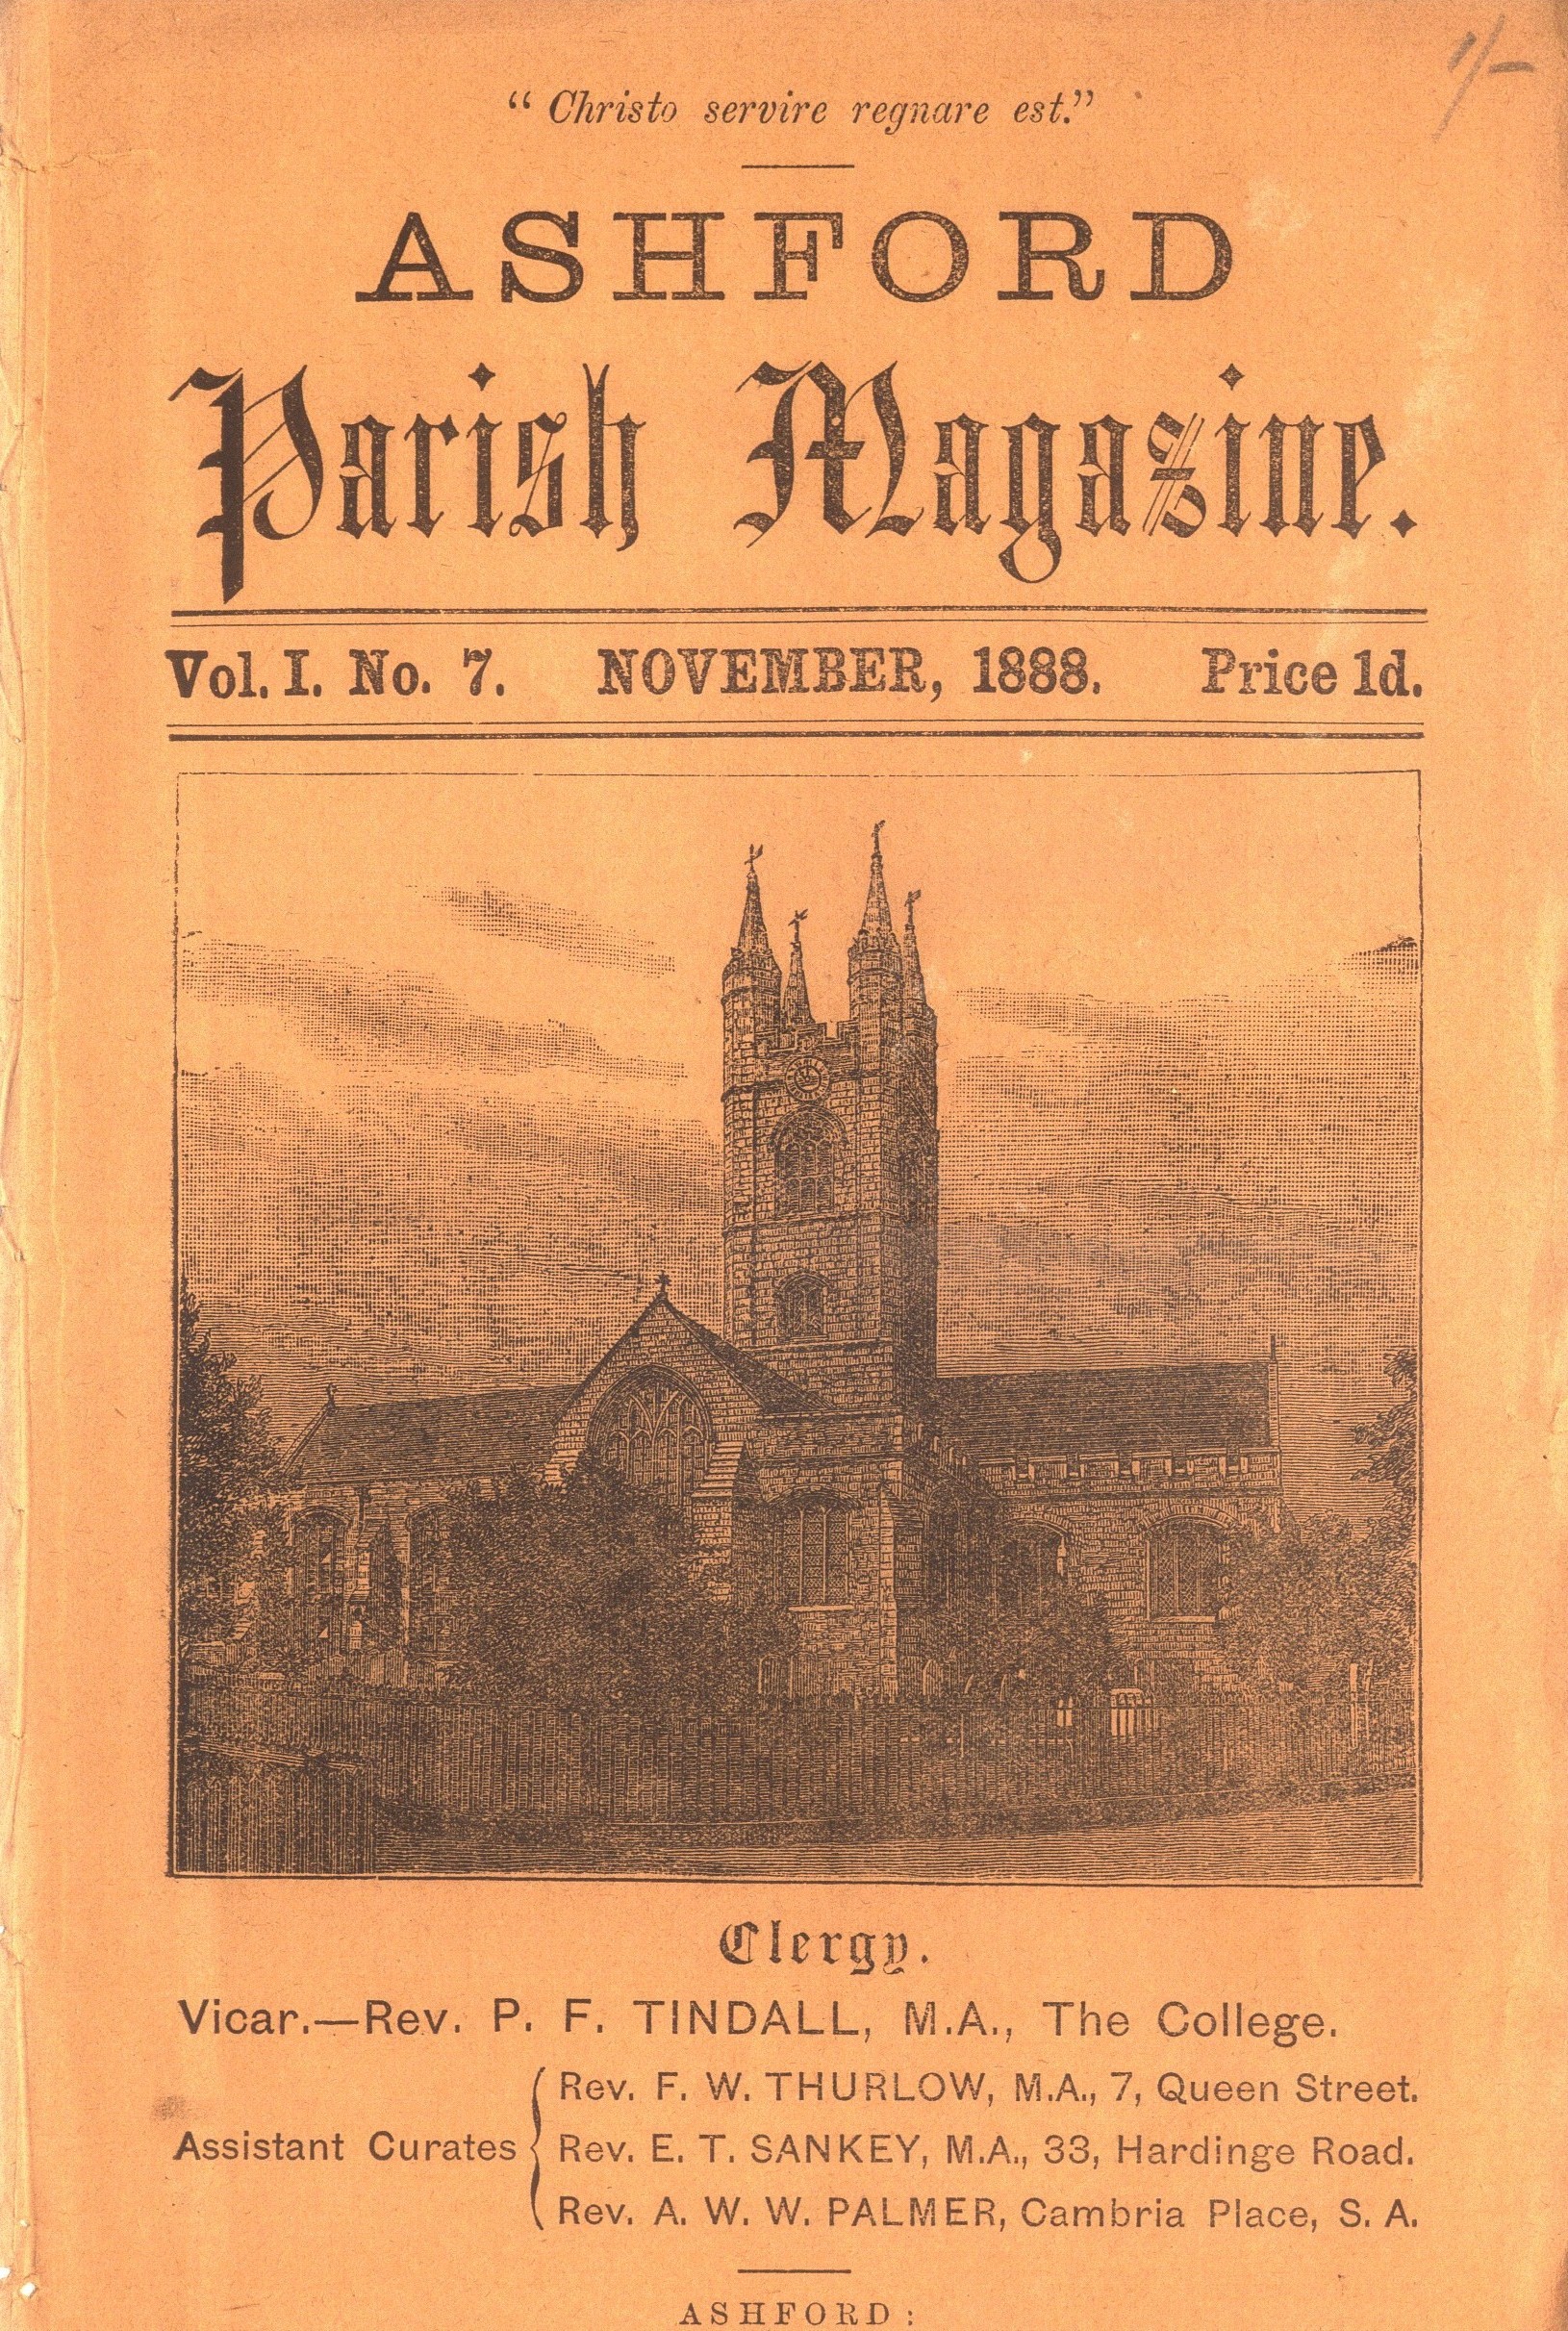 1/-
“ Christo servire regnare est.”
ASHFORD
Parish Magazine.
Vol. I. No. 7. NOVEMBER, 1888. Price 1d.
Clergy.
Vicar.—Rev. P. F. TINDALL, M.A., The College.
Rev. F. W. THURLOW, M.A., 7, Queen Street.
Assistant Curates { Rev. E. T. SANKEY, M.A., 33, Hardinge Road.
Rev. A. W. W. PALMER, Cambria Place, S. A.
ASHFORD :